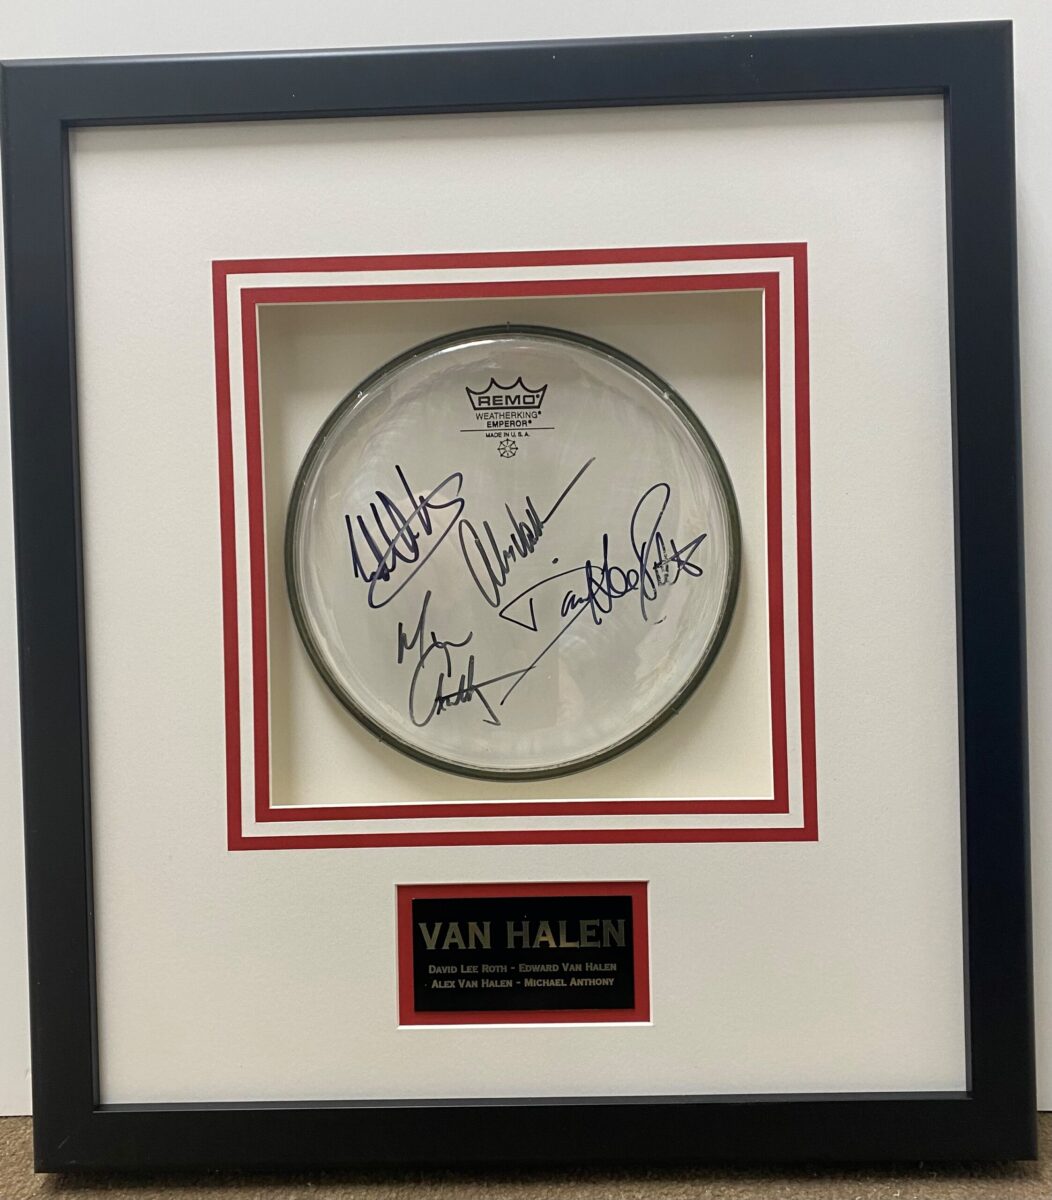 REMO®
WEATHERKING®
EMPEROR®
MADE IN U.S.A.
VAN HALEN
DAVID LEE ROTH - EDWARD VAN HALEN
ALEX VAN HALEN - MICHAEL ANTHONY